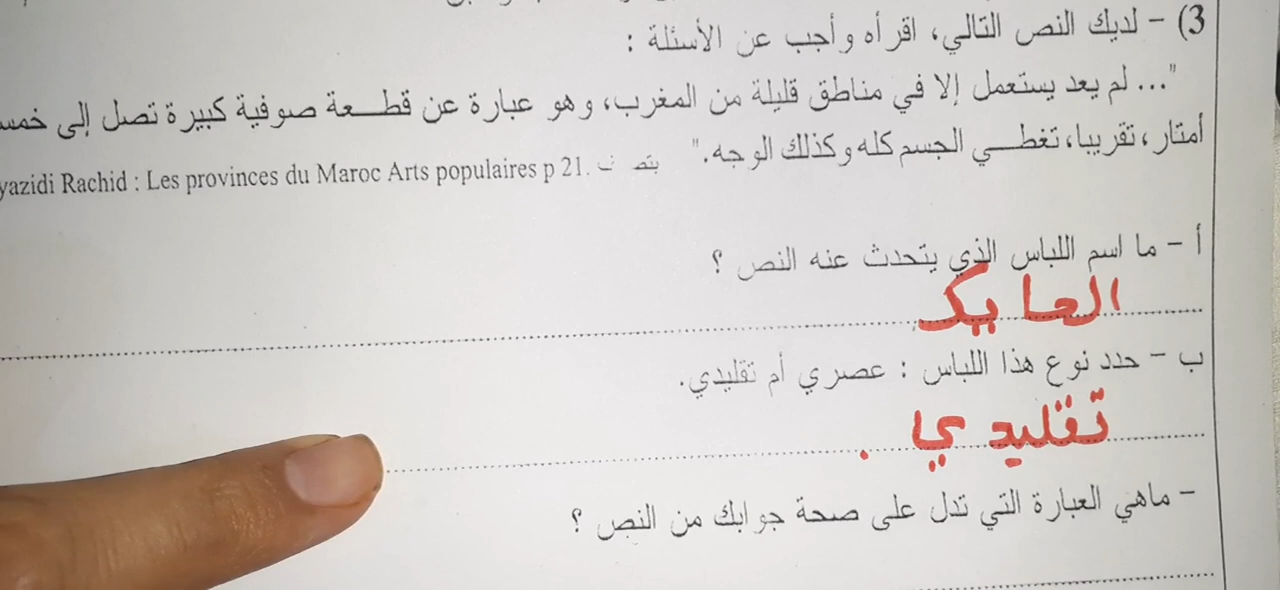 3) - لديك النص التالي، اقرأه وأجب عن الأسئلة :
"... لم يعد يستعمل إلا في مناطق قليلة من المغرب، وهو عبارة عن قطعة صوفية كبيرة تصل إلى
أمتار، تقريبا، تغطي الجسم كله وكذلك الوجه."
yazidi Rachid : Les provinces du Maroc Arts populaires p 21. بتصرف
أ - ما اسم اللباس الذي يتحدث عنه النص ؟
الحايك
ب - حدد نوع هذا اللباس : عصري أم تقليدي.
تقليدي .
- ماهي العبارة التي تدل على صحة جوابك من النص ؟